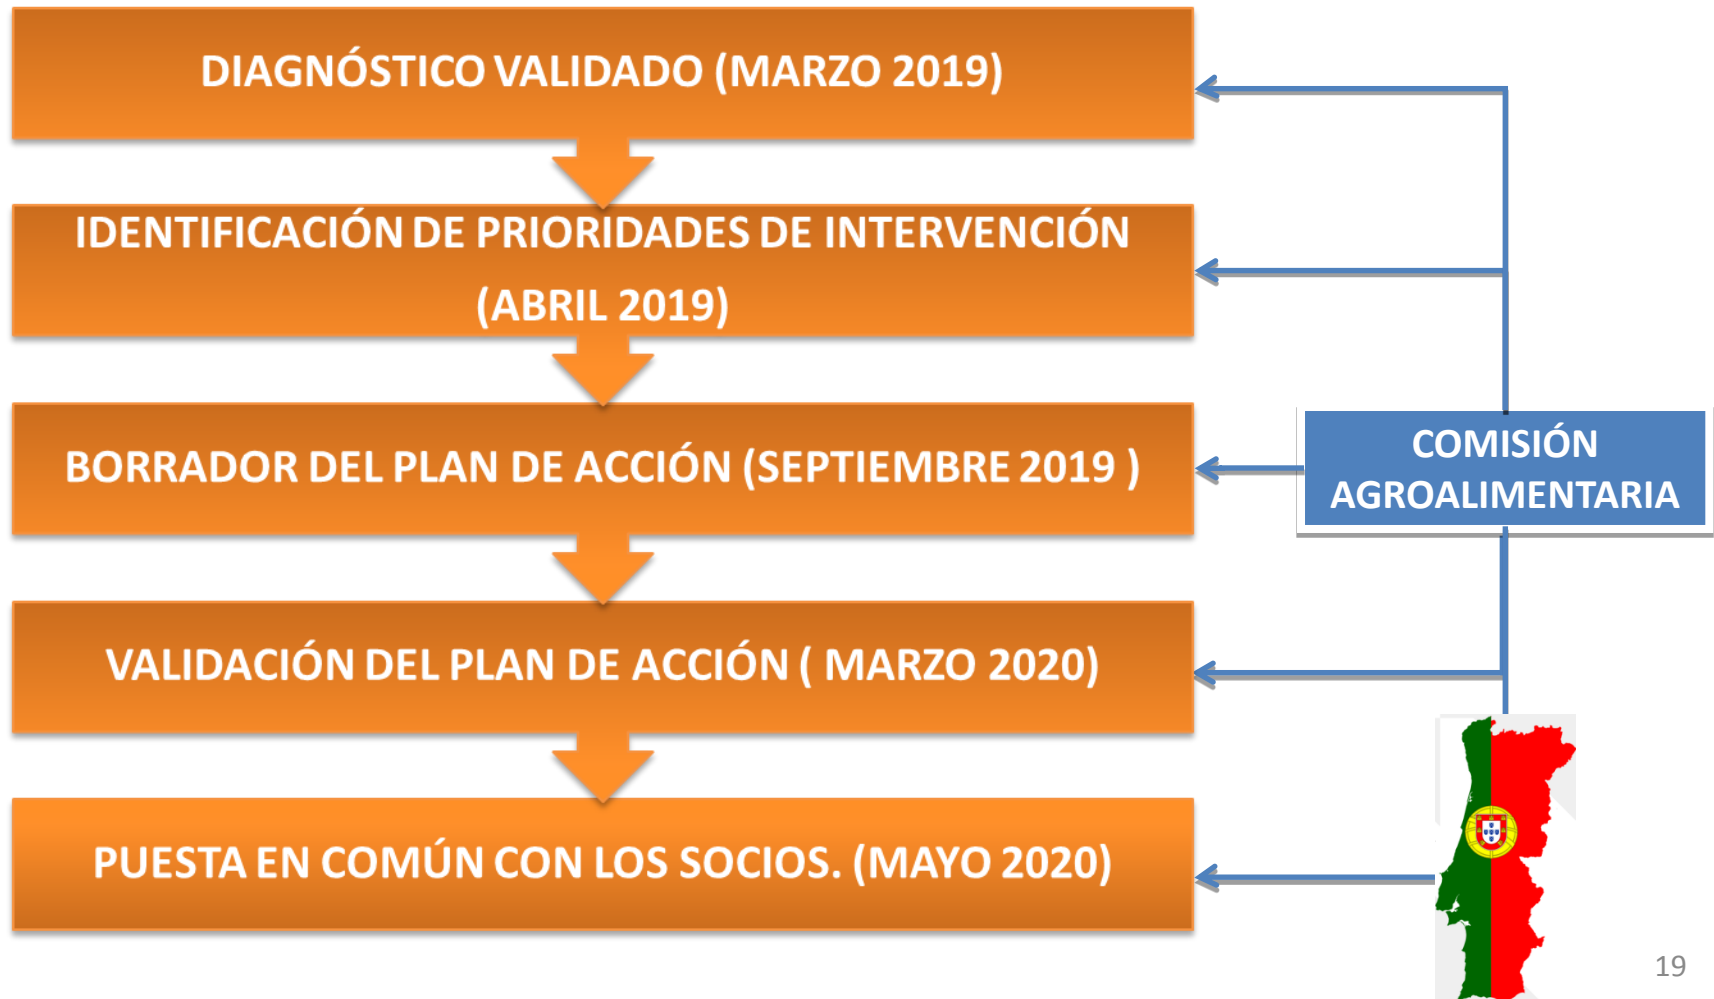 DIAGNÓSTICO VALIDADO (MARZO 2019)
IDENTIFICACIÓN DE PRIORIDADES DE INTERVENCIÓN
(ABRIL 2019)
BORRADOR DEL PLAN DE ACCIÓN (SEPTIEMBRE 2019 )
COMISIÓN
AGROALIMENTARIA
VALIDACIÓN DEL PLAN DE ACCIÓN ( MARZO 2020)
PUESTA EN COMÚN CON LOS SOCIOS. (MAYO 2020)
19